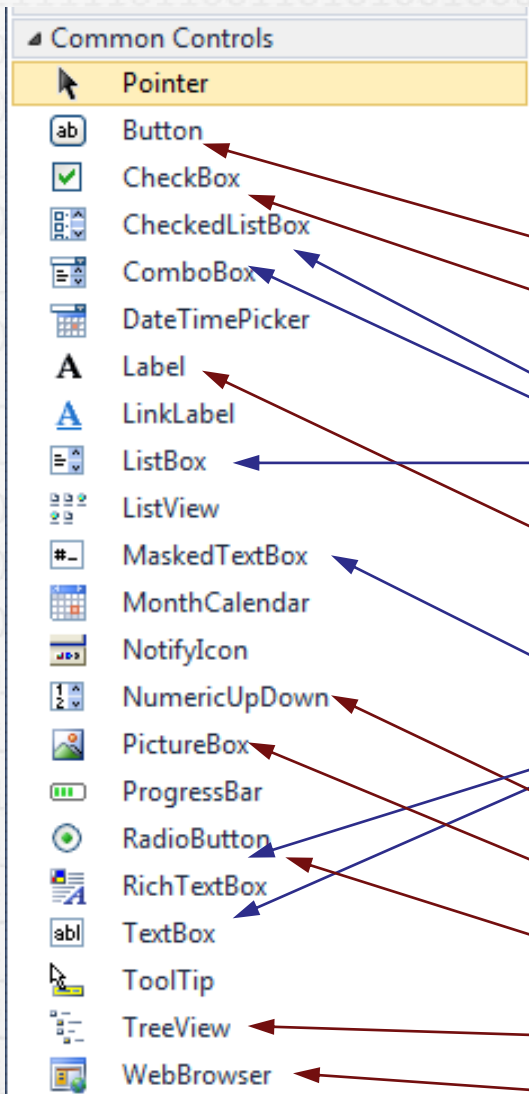 Common Controls
Pointer
Button
CheckBox
CheckedListBox
ComboBox
DateTimePicker
Label
LinkLabel
ListBox
ListView
MaskedTextBox
MonthCalendar
NotifyIcon
NumericUpDown
PictureBox
ProgressBar
RadioButton
RichTextBox
TextBox
ToolTip
TreeView
WebBrowser